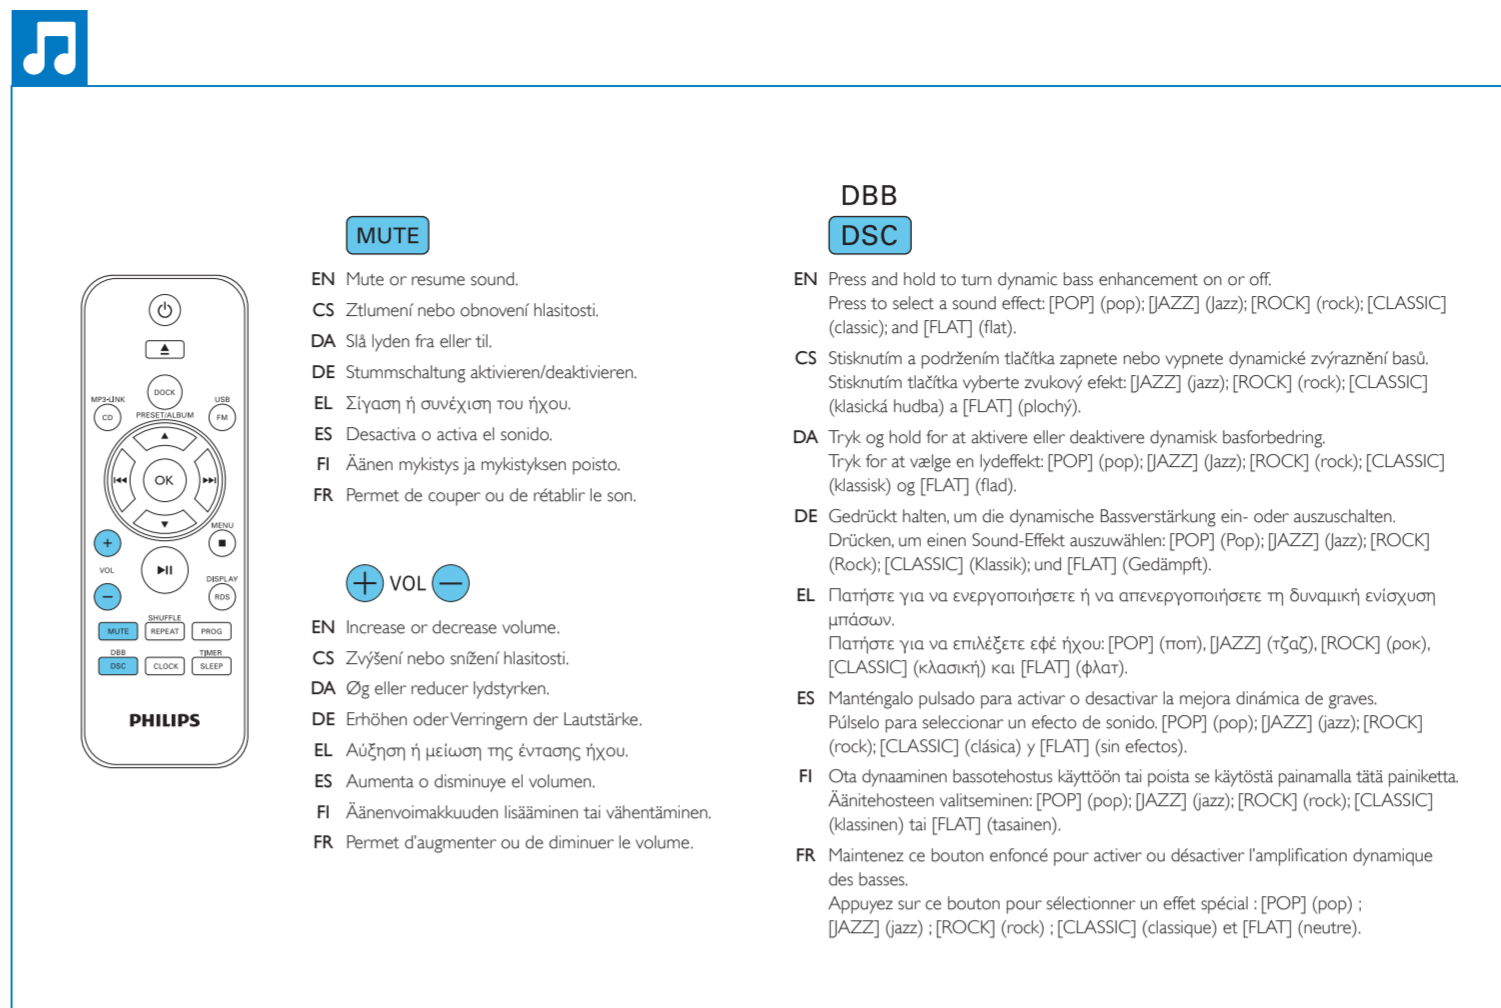 MP3-LINK
CD
DOCK
PRESET/ALBUM
USB
FM
OK
MENU
VOL
DISPLAY
RDS
SHUFFLE
MUTE
REPEAT
PROG
DBB
TIMER
DSC
CLOCK
SLEEP
PHILIPS
MUTE
EN Mute or resume sound.
CS Ztlumení nebo obnovení hlasitosti.
DA Slå lyden fra eller til.
DE Stummschaltung aktivieren/deaktivieren.
EL Σίγαση ή συνέχιση του ήχου.
ES Desactiva o activa el sonido.
FI Äänen mykistys ja mykistyksen poisto.
FR Permet de couper ou de rétablir le son.
+ VOL −
EN Increase or decrease volume.
CS Zvýšení nebo snížení hlasitosti.
DA Øg eller reducer lydstyrken.
DE Erhöhen oder Verringern der Lautstärke.
EL Αύξηση ή μείωση της έντασης ήχου.
ES Aumenta o disminuye el volumen.
FI Äänenvoimakkuuden lisääminen tai vähentäminen.
FR Permet d'augmenter ou de diminuer le volume.
DBB
DSC
EN Press and hold to turn dynamic bass enhancement on or off.
Press to select a sound effect: [POP] (pop); [JAZZ] (Jazz); [ROCK] (rock); [CLASSIC]
(classic); and [FLAT] (flat).
CS Stisknutím a podržením tlačítka zapnete nebo vypnete dynamické zvýraznění basů.
Stisknutím tlačítka vyberte zvukový efekt: [JAZZ] (jazz); [ROCK] (rock); [CLASSIC]
(klasická hudba) a [FLAT] (plochý).
DA Tryk og hold for at aktivere eller deaktivere dynamisk basforbedring.
Tryk for at vælge en lydeffekt: [POP] (pop); [JAZZ] (Jazz); [ROCK] (rock); [CLASSIC]
(klassisk) og [FLAT] (flad).
DE Gedrückt halten, um die dynamische Bassverstärkung ein- oder auszuschalten.
Drücken, um einen Sound-Effekt auszuwählen: [POP] (Pop); [JAZZ] (Jazz); [ROCK]
(Rock); [CLASSIC] (Klassik); und [FLAT] (Gedämpft).
EL Πατήστε για να ενεργοποιήσετε ή να απενεργοποιήσετε τη δυναμική ενίσχυση
μπάσων.
Πατήστε για να επιλέξετε εφέ ήχου: [POP] (ποπ), [JAZZ] (τζαζ), [ROCK] (ροκ),
[CLASSIC] (κλασική) και [FLAT] (φλατ).
ES Manténgalo pulsado para activar o desactivar la mejora dinámica de graves.
Púlselo para seleccionar un efecto de sonido. [POP] (pop); [JAZZ] (jazz); [ROCK]
(rock); [CLASSIC] (clásica) y [FLAT] (sin efectos).
FI Ota dynaaminen bassotehostus käyttöön tai poista se käytöstä painamalla tätä painiketta.
Äänitehosteen valitseminen: [POP] (pop); [JAZZ] (jazz); [ROCK] (rock); [CLASSIC]
(klassinen) tai [FLAT] (tasainen).
FR Maintenez ce bouton enfoncé pour activer ou désactiver l'amplification dynamique
des basses.
Appuyez sur ce bouton pour sélectionner un effet spécial : [POP] (pop) ;
[JAZZ] (jazz) ; [ROCK] (rock) ; [CLASSIC] (classique) et [FLAT] (neutre).